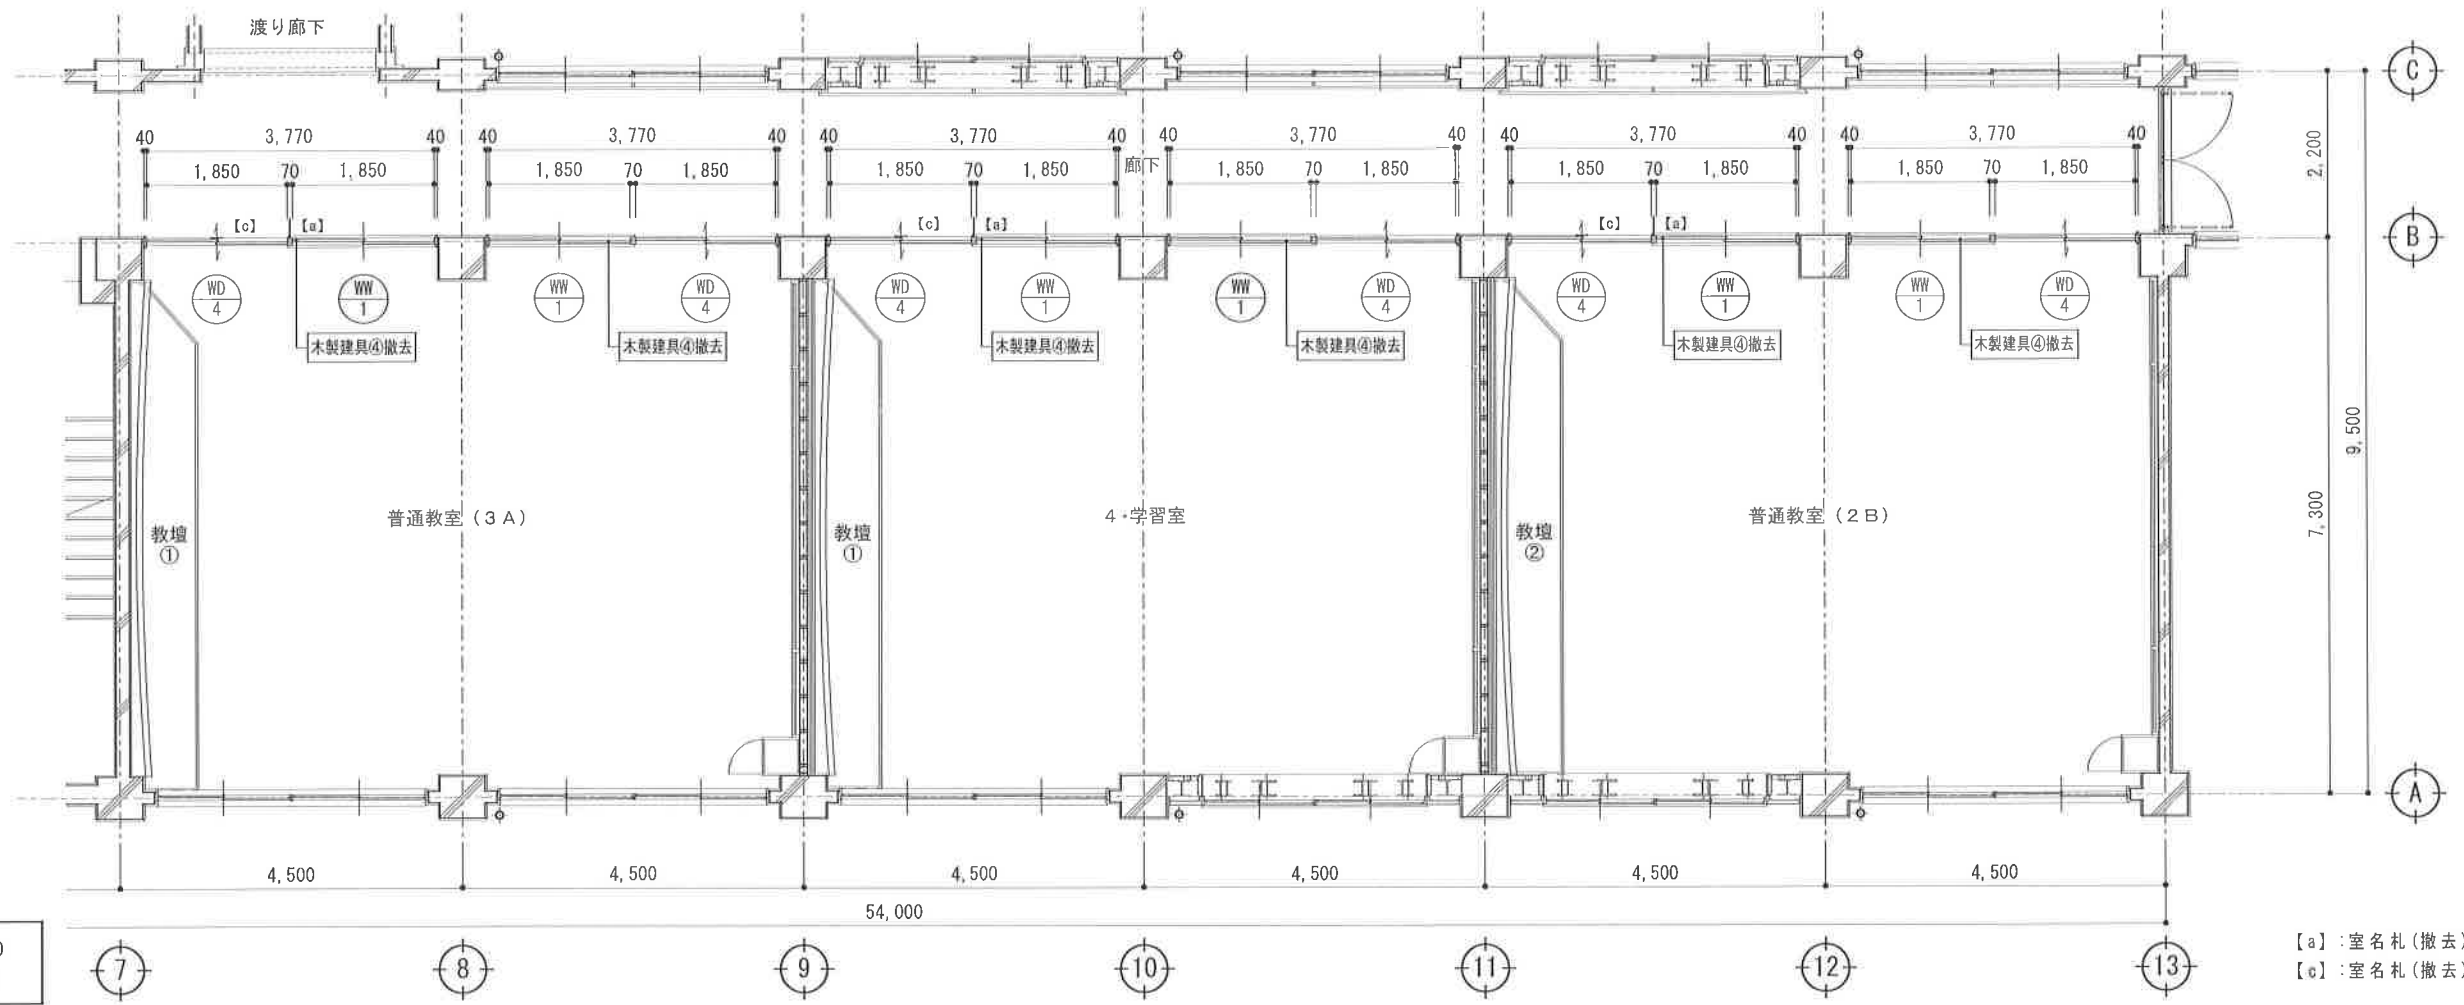 渡り廊下
C
40 3,770 40 40 3,770 40 40 3,770 40 40 3,770 40 40 3,770 40 40 3,770 40
1,850 70 1,850 1,850 70 1,850 1,850 70 1,850 廊下 1,850 70 1,850 1,850 70 1,850 1,850 70 1,850
2,200
【c】 【a】 【c】 【a】 【c】 【a】
B
WD 4 WW 1 WW 1 WD 4 WD 4 WW 1 WW 1 WD 4 WD 4 WW 1 WW 1 WD 4
木製建具④撤去 木製建具④撤去 木製建具④撤去 木製建具④撤去 木製建具④撤去 木製建具④撤去
9,500
7,300
普通教室(3A) 4・学習室 普通教室(2B)
教壇 教壇 教壇
① ① ②
A
4,500 4,500 4,500 4,500 4,500 4,500
54,000
7 8 9 10 11 12 13
【a】:室名札(撤去)
【c】:室名札(撤去)